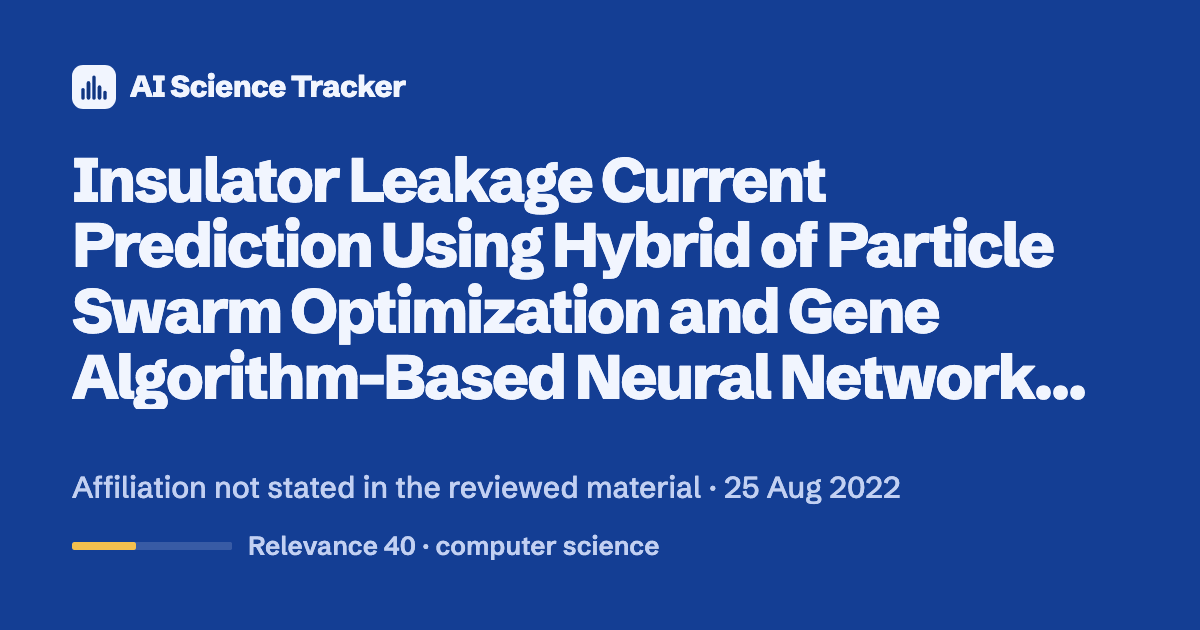 AI Science Tracker
Insulator Leakage Current
Prediction Using Hybrid of Particle
Swarm Optimization and Gene
Algorithm-Based Neural Network...
Affiliation not stated in the reviewed material · 25 Aug 2022
Relevance 40 · computer science